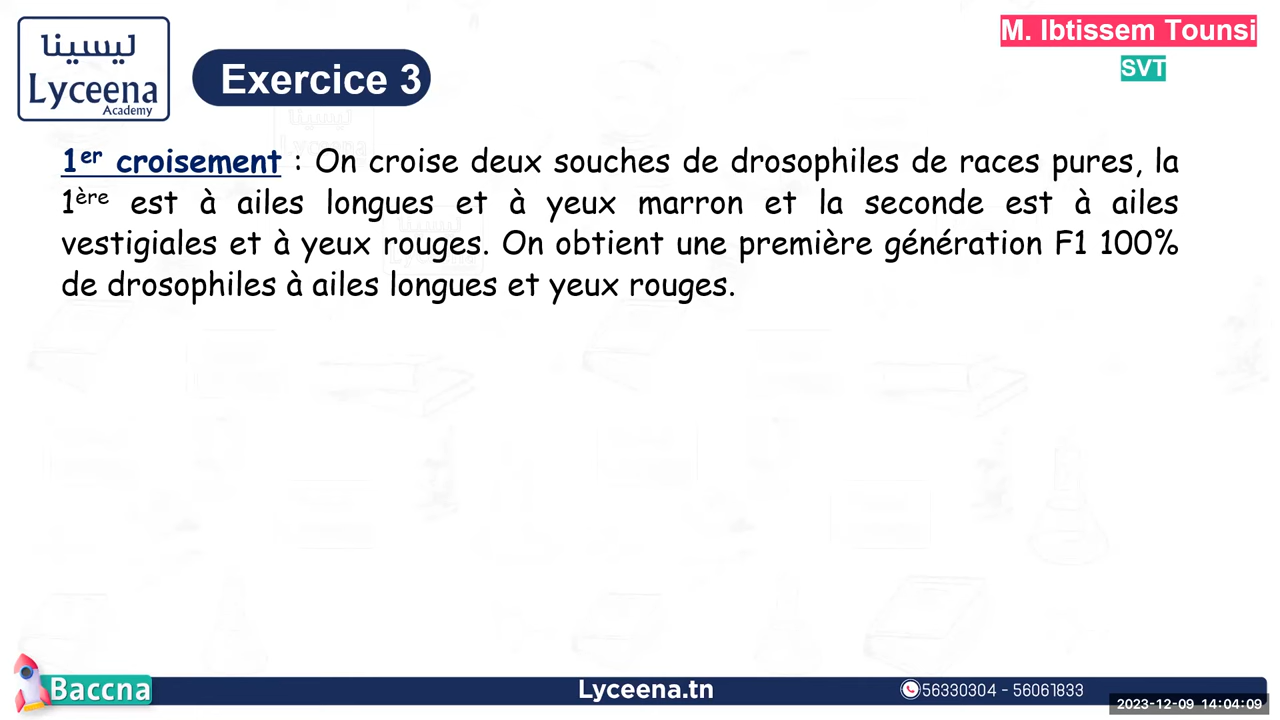 ليسينا
Lyceena
Academy
Exercice 3
M. Ibtissem Tounsi
SVT
1er croisement : On croise deux souches de drosophiles de races pures, la
1ère est à ailes longues et à yeux marron et la seconde est à ailes
vestigiales et à yeux rouges. On obtient une première génération F1 100%
de drosophiles à ailes longues et yeux rouges.
Baccna
Lyceena.tn
56330304 - 56061833
2023-12-09 14:04:09